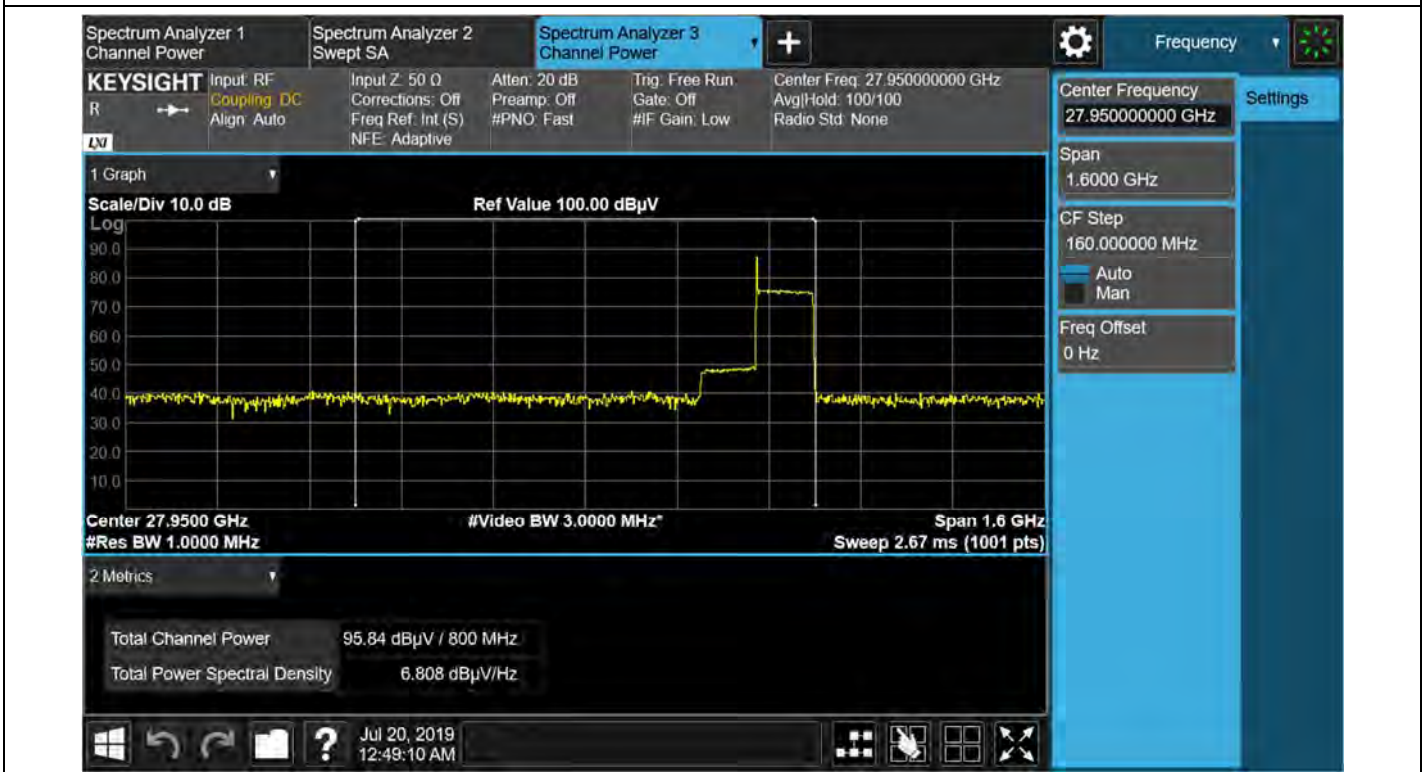 Spectrum Analyzer 1
Channel Power
Spectrum Analyzer 2
Swept SA
Spectrum Analyzer 3
Channel Power
+
Frequency
KEYSIGHT
R
LXI
Input: RF
Coupling: DC
Align: Auto
Input Z: 50 Ω
Corrections: Off
Freq Ref: Int (S)
NFE: Adaptive
Atten: 20 dB
Preamp: Off
#PNO: Fast
Trig: Free Run
Gate: Off
#IF Gain: Low
Center Freq: 27.950000000 GHz
Avg|Hold: 100/100
Radio Std: None
Center Frequency
27.950000000 GHz
Settings
Span
1.6000 GHz
CF Step
160.000000 MHz
Auto
Man
Freq Offset
0 Hz
1 Graph
Scale/Div 10.0 dB
Ref Value 100.00 dBµV
Log
90.0
80.0
70.0
60.0
50.0
40.0
30.0
20.0
10.0
Center 27.9500 GHz
#Video BW 3.0000 MHz*
Span 1.6 GHz
#Res BW 1.0000 MHz
Sweep 2.67 ms (1001 pts)
2 Metrics
Total Channel Power 95.84 dBµV / 800 MHz
Total Power Spectral Density 6.808 dBµV/Hz
?
Jul 20, 2019
12:49:10 AM